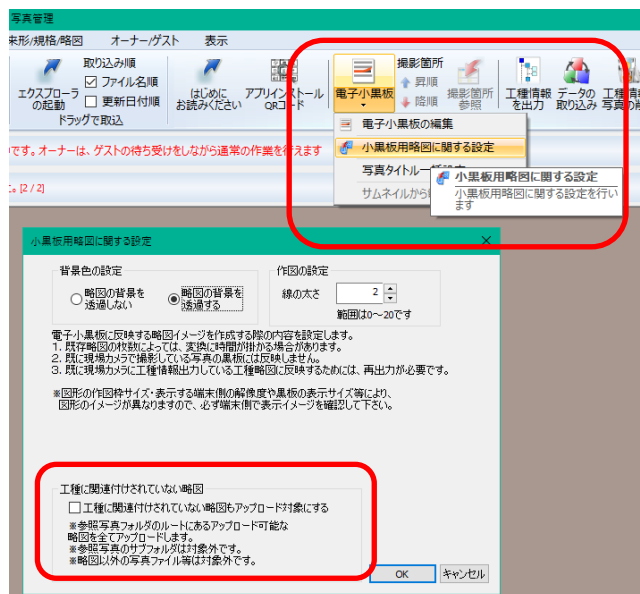 写真管理
来形/規格/略図 オーナー/ゲスト 表示
エクスプローラの起動
取り込み順
☑ ファイル名順
☐ 更新日付順
ドラッグで取込
はじめにお読みください
アプリインストールQRコード
電子小黒板
撮影箇所
昇順
降順
撮影箇所参照
工種情報を出力
データの取り込み
です。オーナーは、ゲストの待ち受けをしながら通常の作業を行えます
[2 / 2]
電子小黒板の編集
小黒板用略図に関する設定
写真タイトル一
サムネイルから
小黒板用略図に関する設定
小黒板用略図に関する設定を行います
小黒板用略図に関する設定
背景色の設定
略図の背景を透過しない
略図の背景を透過する
作図の設定
線の太さ 2
範囲は0～20です
電子小黒板に反映する略図イメージを作成する際の内容を設定します。
1. 既存略図の枚数によっては、変換に時間が掛かる場合があります。
2. 既に現場カメラで撮影している写真の黒板には反映しません。
3. 既に現場カメラに工種情報出力している工種略図に反映するためには、再出力が必要です。
※図形の作図枠サイズ・表示する端末側の解像度や黒板の表示サイズ等により、
図形のイメージが異なりますので、必ず端末側で表示イメージを確認して下さい。
工種に関連付けされていない略図
☐ 工種に関連付けされていない略図もアップロード対象にする
※参照写真フォルダのルートにあるアップロード可能な
略図を全てアップロードします。
※参照写真のサブフォルダは対象外です。
※略図以外の写真ファイル等は対象外です。
OK キャンセル